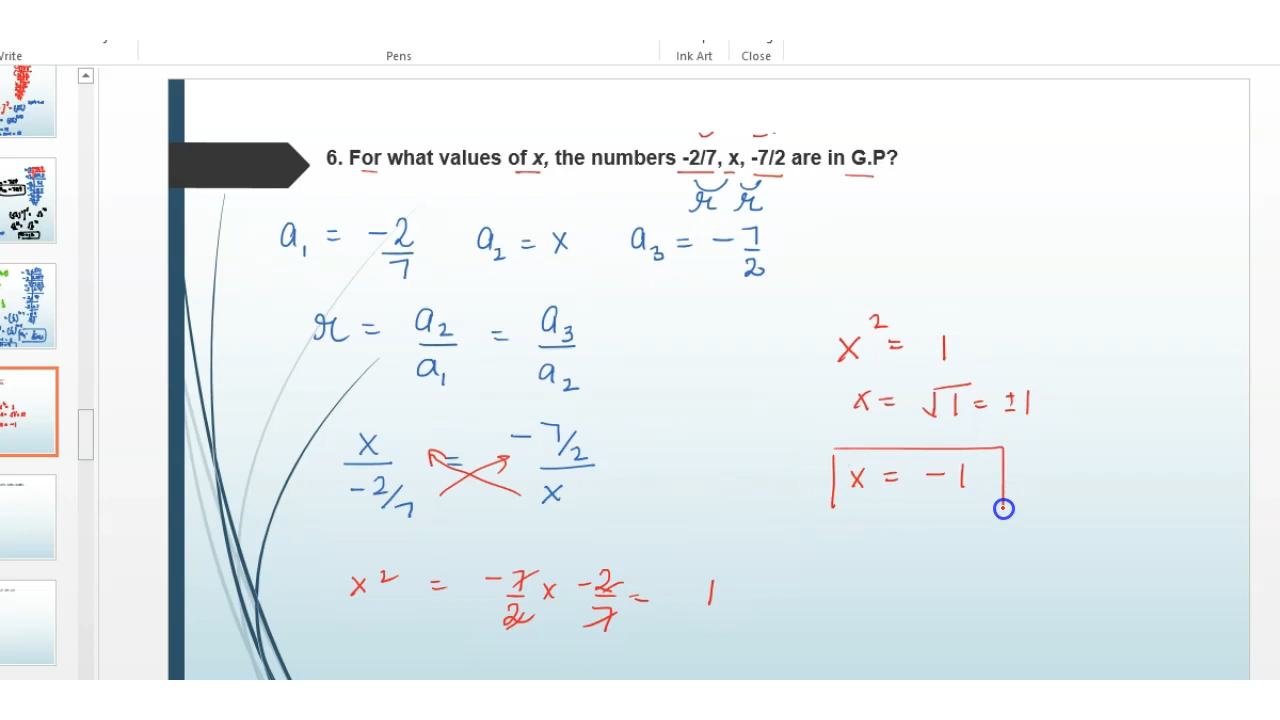 Write Pens Ink Art Close
6. For what values of x, the numbers -2/7, x, -7/2 are in G.P?
r r
a₁ = -2/7 a₂ = x a₃ = -7/2
r = a₂/a₁ = a₃/a₂
x/(-2/7) = (-7/2)/x
x² = -7/2 x -2/7 = 1
x² = 1
x = √1 = ±1
x = -1